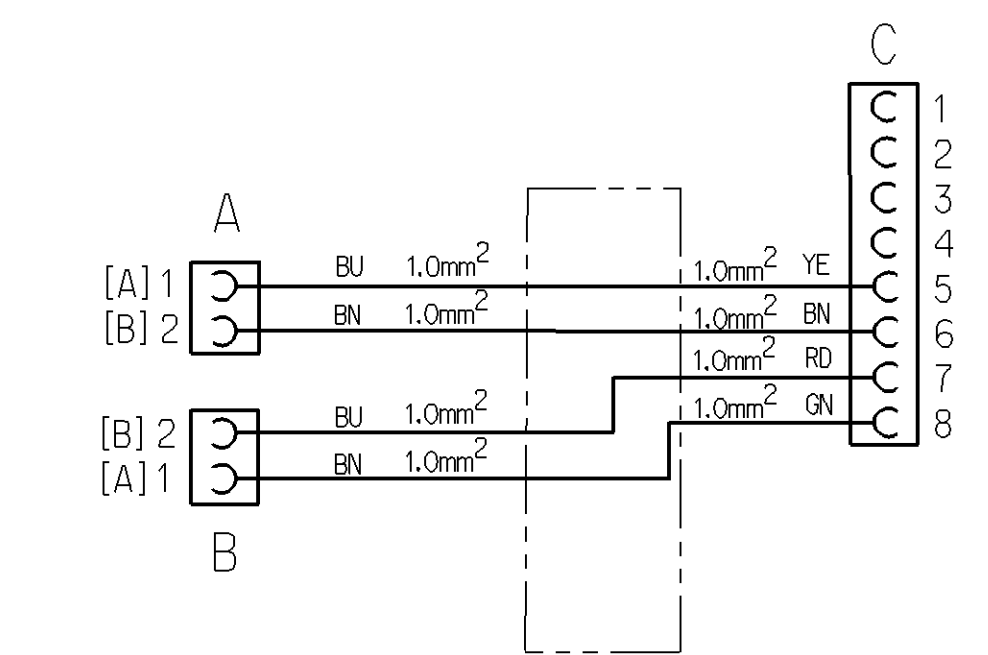 C
1
2
3
A
4
BU 1.0mm² 1.0mm² YE
[A] 1 5
BN 1.0mm² 1.0mm² BN
[B] 2 6
1.0mm² RD
7
BU 1.0mm² 1.0mm² GN
[B] 2 8
BN 1.0mm²
[A] 1
B